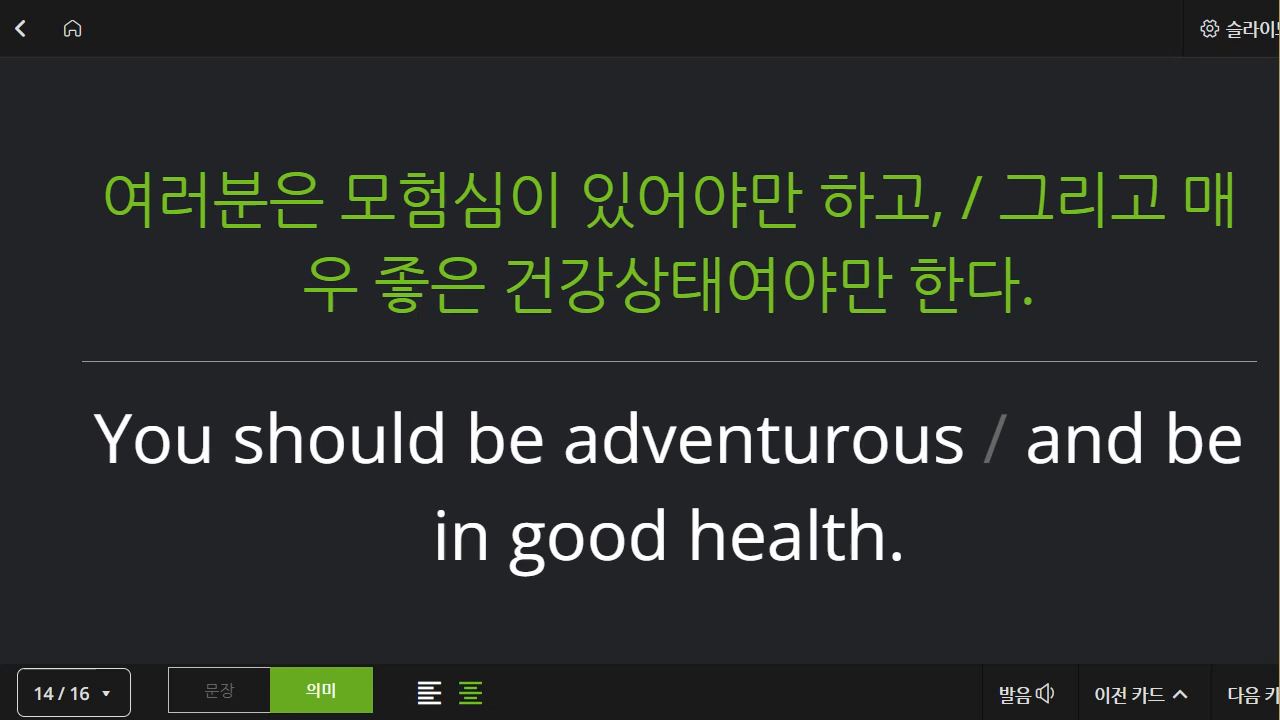 슬라이드
여러분은 모험심이 있어야만 하고, / 그리고 매
우 좋은 건강상태여야만 한다.
You should be adventurous / and be
in good health.
14 / 16 문장 의미 발음 이전 카드 다음